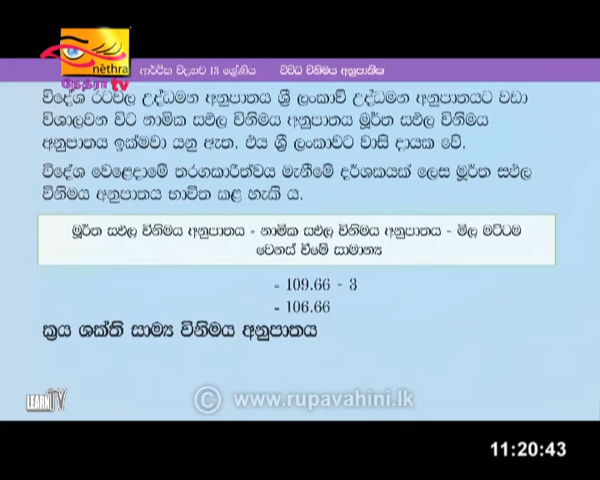 nēthra
நேத்ரா tv
ආර්ථික විද්‍යාව 13 ශ්‍රේණිය විවිධ විනිමය අනුපාතික
විදේශ රටවල උද්ධමන අනුපාතය ශ්‍රී ලංකාවේ උද්ධමන අනුපාතයට වඩා
විශාලවන විට නාමික සඵල විනිමය අනුපාතය මූර්ත සඵල විනිමය
අනුපාතය ඉක්මවා යනු ඇත. එය ශ්‍රී ලංකාවට වාසි දායක වේ.
විදේශ වෙළෙදාමේ තරගකාරිත්වය මැනීමේ දර්ශකයක් ලෙස මූර්ත සඵල
විනිමය අනුපාතය භාවිත කළ හැකි ය.
මූර්ත සඵල විනිමය අනුපාතය = නාමික සඵල විනිමය අනුපාතය - මිල මට්ටම
වෙනස් වීමේ සාමාන්‍ය
= 109.66 - 3
= 106.66
ක්‍රය ශක්ති සාම්‍ය විනිමය අනුපාතය
LEARN TV
© www.rupavahini.lk
11:20:43